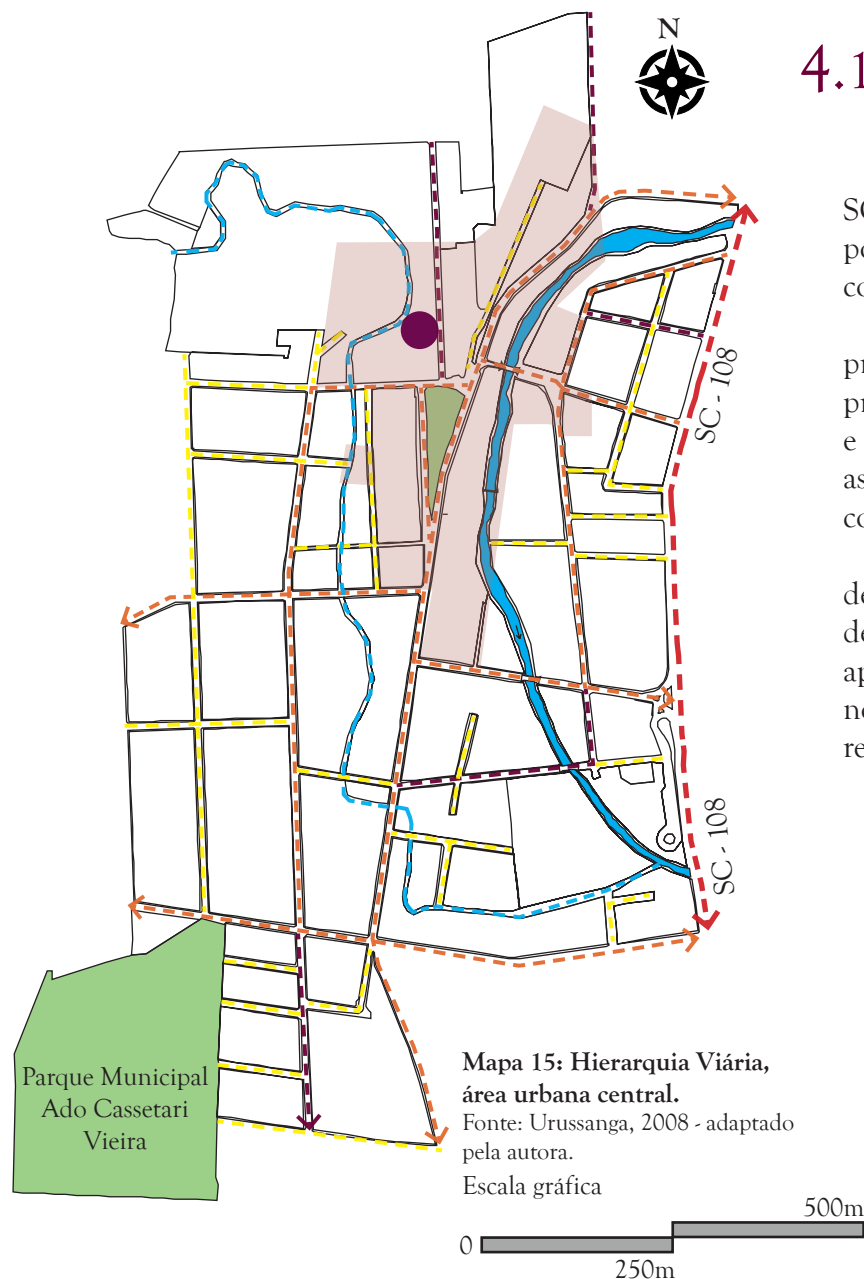 N
4.1
SC - 108
SC - 108
Parque Municipal
Ado Cassetari
Vieira
Mapa 15: Hierarquia Viária,
área urbana central.
Fonte: Urussanga, 2008 - adaptado
pela autora.
Escala gráfica
500m
0
250m